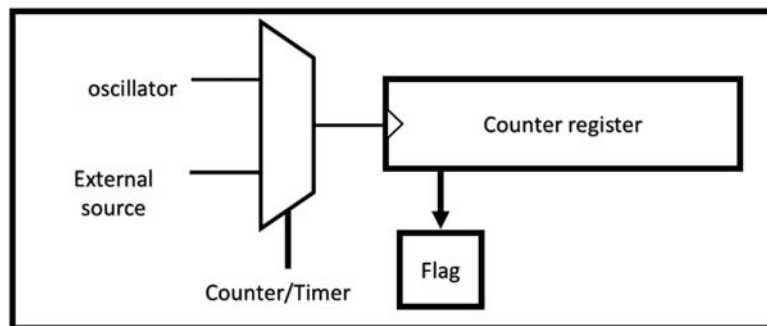 oscillator
Counter register
External
source
Flag
Counter/Timer